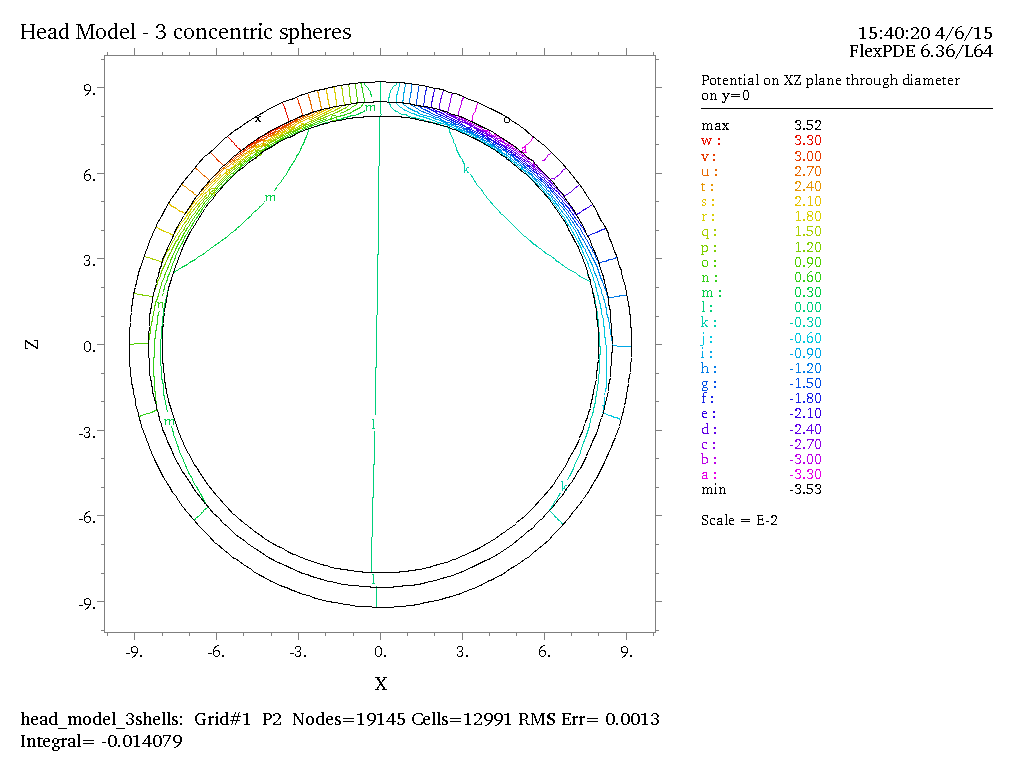 Head Model - 3 concentric spheres
15:40:20 4/6/15
FlexPDE 6.36/L64
Potential on XZ plane through diameter
on y=0
max 3.52
w : 3.30
v : 3.00
u : 2.70
t : 2.40
s : 2.10
r : 1.80
q : 1.50
p : 1.20
o : 0.90
n : 0.60
m : 0.30
l : 0.00
k : -0.30
j : -0.60
i : -0.90
h : -1.20
g : -1.50
f : -1.80
e : -2.10
d : -2.40
c : -2.70
b : -3.00
a : -3.30
min -3.53
Scale = E-2
9.
6.
3.
0.
-3.
-6.
-9.
Z
x
o
m
a
m
k
n
m
l
k
l
-9. -6. -3. 0. 3. 6. 9.
X
head_model_3shells: Grid#1 P2 Nodes=19145 Cells=12991 RMS Err= 0.0013
Integral= -0.014079